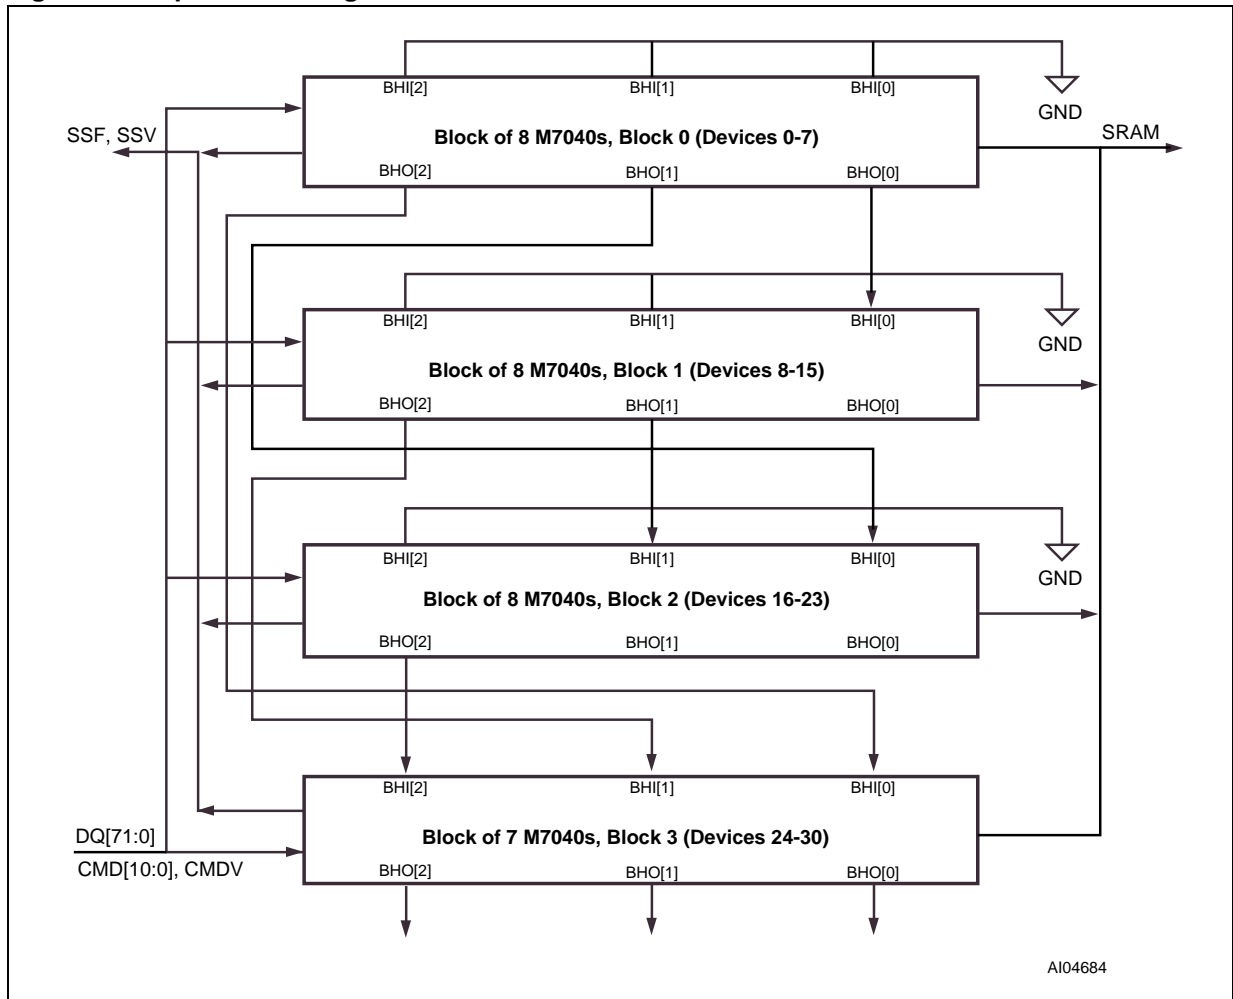 BHI[2] BHI[1] BHI[0]
GND
SSF, SSV
Block of 8 M7040s, Block 0 (Devices 0-7)
SRAM
BHO[2] BHO[1] BHO[0]
BHI[2] BHI[1] BHI[0]
GND
Block of 8 M7040s, Block 1 (Devices 8-15)
BHO[2] BHO[1] BHO[0]
BHI[2] BHI[1] BHI[0]
GND
Block of 8 M7040s, Block 2 (Devices 16-23)
BHO[2] BHO[1] BHO[0]
BHI[2] BHI[1] BHI[0]
DQ[71:0]
Block of 7 M7040s, Block 3 (Devices 24-30)
CMD[10:0], CMDV
BHO[2] BHO[1] BHO[0]
AI04684